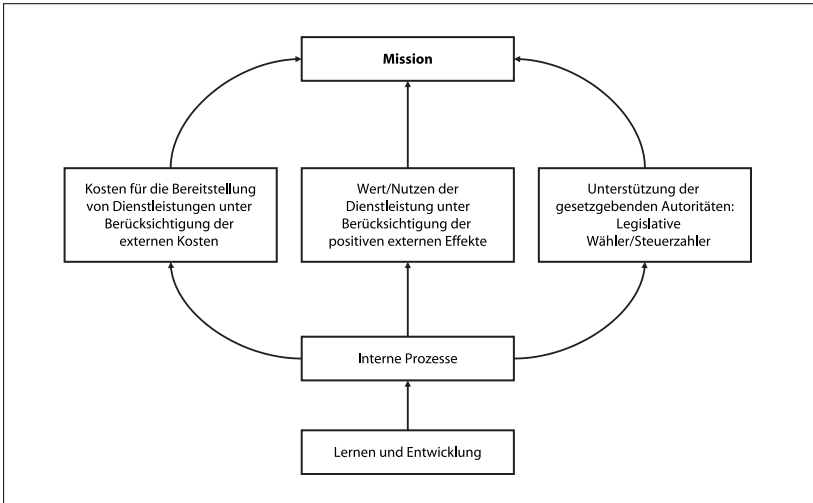 Mission
Kosten für die Bereitstellung
von Dienstleistungen unter
Berücksichtigung der
externen Kosten
Wert/Nutzen der
Dienstleistung unter
Berücksichtigung der
positiven externen Effekte
Unterstützung der
gesetzgebenden Autoritäten:
Legislative
Wähler/Steuerzahler
Interne Prozesse
Lernen und Entwicklung